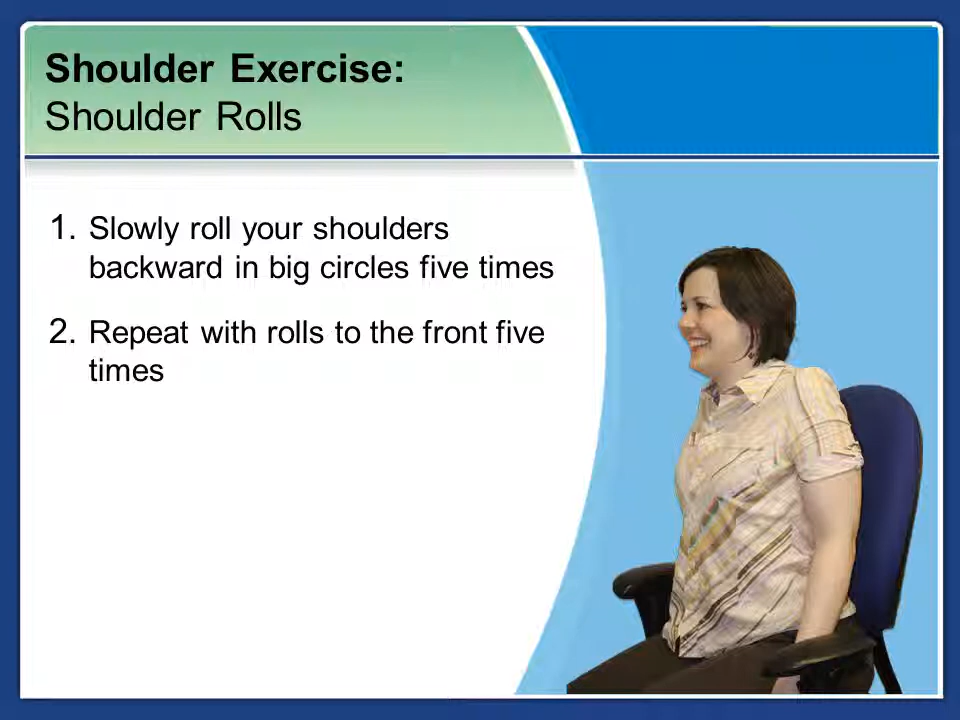 Shoulder Exercise:
Shoulder Rolls
1. Slowly roll your shoulders
backward in big circles five times
2. Repeat with rolls to the front five
times